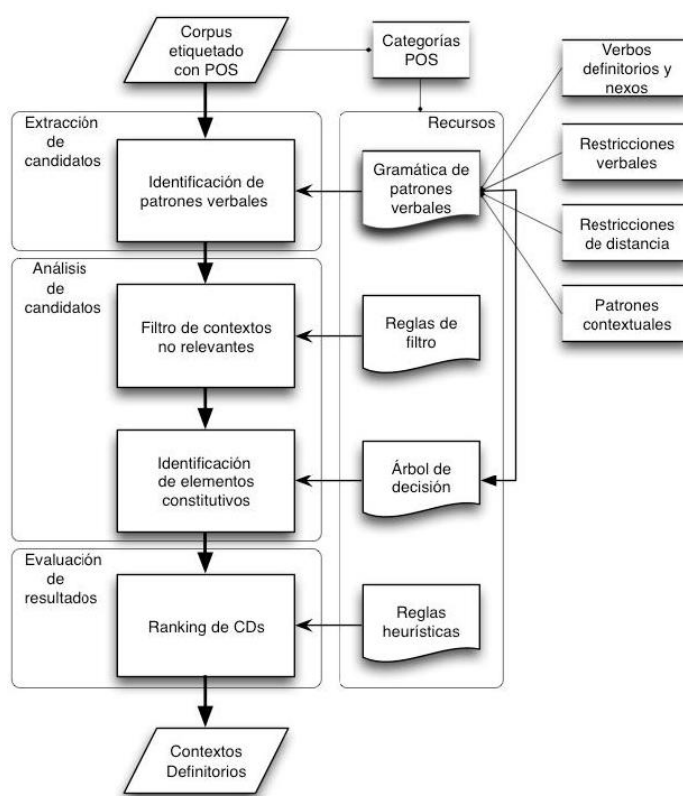 Corpus
etiquetado
con POS
Categorías
POS
Verbos
definitorios y
nexos
Extracción
de
candidatos
Recursos
Identificación de
patrones verbales
Gramática de
patrones
verbales
Restricciones
verbales
Restricciones
de distancia
Análisis
de
candidatos
Filtro de contextos
no relevantes
Reglas de
filtro
Patrones
contextuales
Identificación
de elementos
constitutivos
Árbol de
decisión
Evaluación
de
resultados
Ranking de CDs
Reglas
heurísticas
Contextos
Definitorios